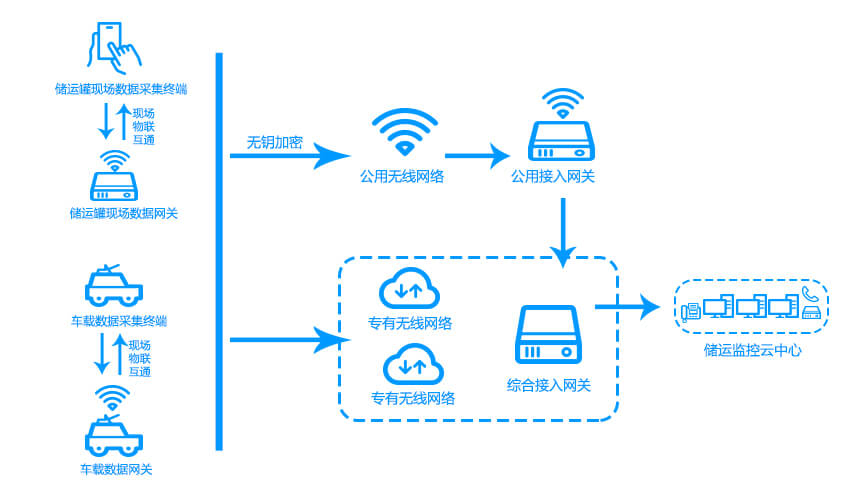 储运罐现场数据采集终端
现场
物联
互通
储运罐现场数据网关
车载数据采集终端
现场
物联
互通
车载数据网关
无钥加密
公用无线网络
公用接入网关
专有无线网络
专有无线网络
综合接入网关
储运监控云中心